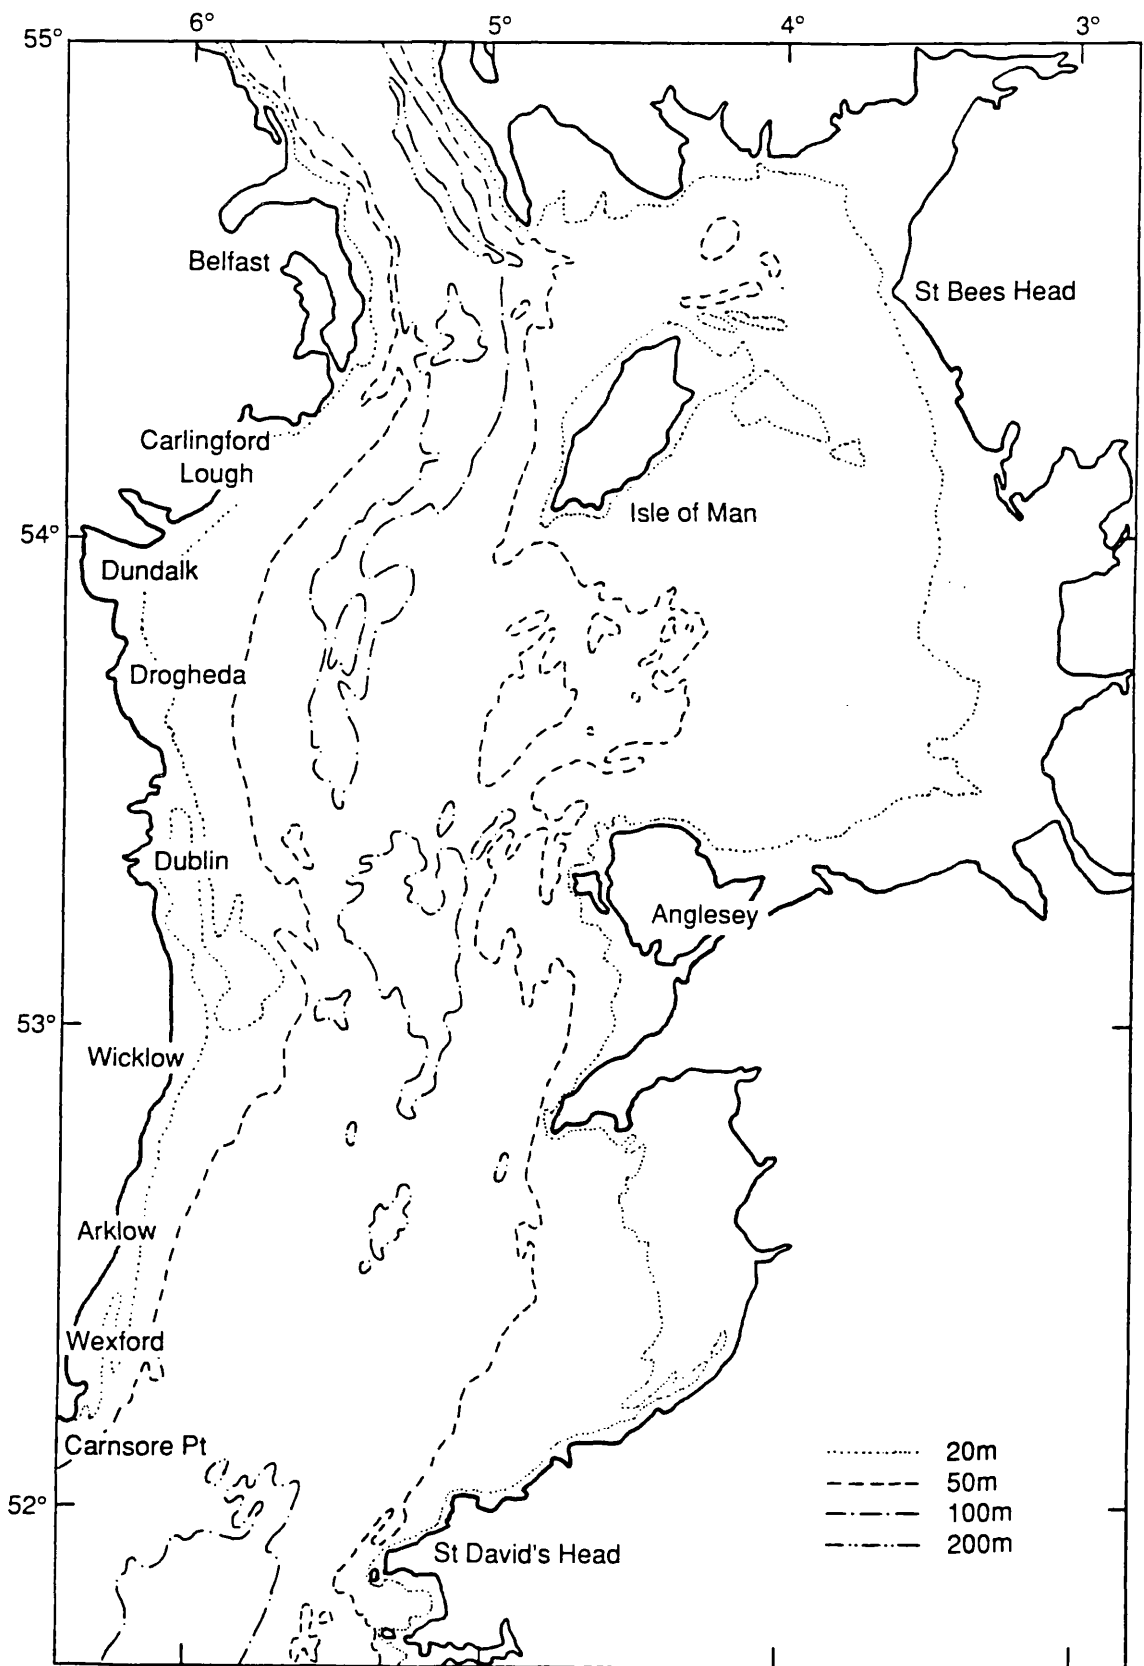 6°
5°
4°
3°
55°
Belfast
St Bees Head
Carlingford
Lough
Isle of Man
54°
Dundalk
Drogheda
Dublin
Anglesey
53°
Wicklow
Arklow
Wexford
Carnsore Pt
20m
50m
52°
100m
200m
St David's Head